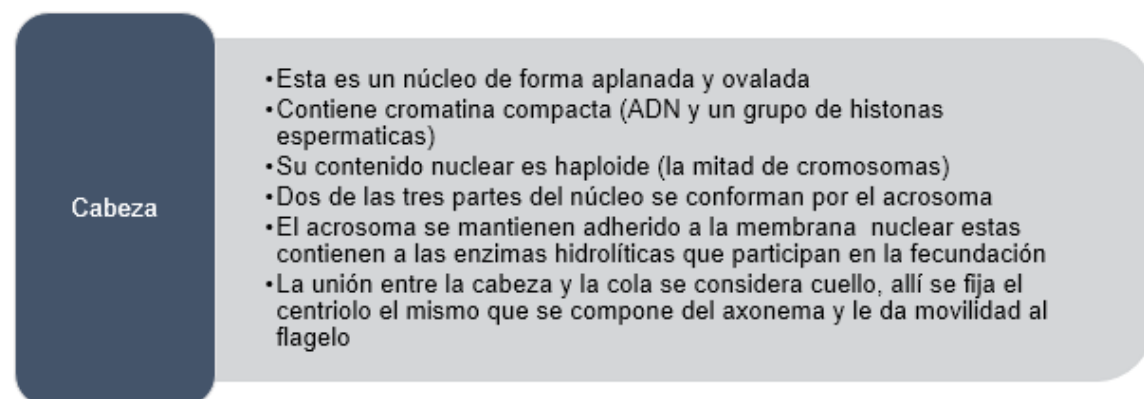 Cabeza
•Esta es un núcleo de forma aplanada y ovalada
•Contiene cromatina compacta (ADN y un grupo de histonas
espermaticas)
•Su contenido nuclear es haploide (la mitad de cromosomas)
•Dos de las tres partes del núcleo se conforman por el acrosoma
•El acrosoma se mantienen adherido a la membrana nuclear estas
contienen a las enzimas hidrolíticas que participan en la fecundación
•La unión entre la cabeza y la cola se considera cuello, allí se fija el
centriolo el mismo que se compone del axonema y le da movilidad al
flagelo